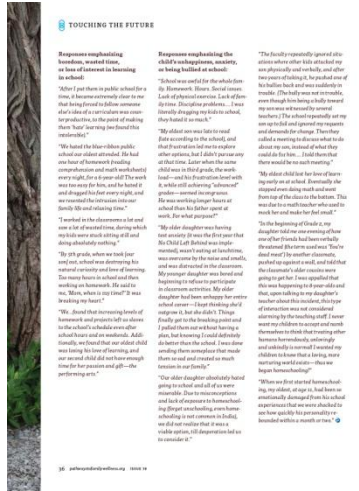 TOUCHING THE FUTURE
Responses emphasizing
boredom, wasted time,
or loss of interest in learning
in school:
"After I put them in public school for a
time, it became extremely clear to me
that being forced to follow someone
else's idea of a curriculum was coun-
terproductive, to the point of making
them 'hate' learning (we found this
intolerable)."
"We hated the blue-ribbon public
school our oldest attended. He had
one hour of homework (reading
comprehension and math worksheets)
every night, for a 6-year-old! The work
was too easy for him, and he hated it
and dragged his feet every night, and
we resented the intrusion into our
family life and relaxing time."
"I worked in the classrooms a lot and
saw a lot of wasted time, during which
my kids were stuck sitting still and
doing absolutely nothing."
"By 5th grade, when we took [our
son] out, school was destroying his
natural curiosity and love of learning.
Too many hours in school and then
working on homework. He said to
me, 'Mom, when is my time?' It was
breaking my heart."
"We...found that increasing levels of
homework and projects left us slaves
to the school's schedule even after
school hours and on weekends. Addi-
tionally, we found that our oldest child
was losing his love of learning, and
our second child did not have enough
time for her passion and gift—the
performing arts."
Responses emphasizing the
child's unhappiness, anxiety,
or being bullied at school:
"School was awful for the whole fam-
ily. Homework. Hours. Social issues.
Lack of physical exercise. Lack of fam-
ily time. Discipline problems.... I was
literally dragging my kids to school,
they hated it so much."
"My oldest son was late to read
(late according to the school), and
that frustration led me to explore
other options, but I didn't pursue any
at that time. Later when the same
child was in third grade, the work-
load—and his frustration level with
it, while still achieving "advanced"
grades—seemed incongruous.
He was working longer hours at
school than his father spent at
work. For what purpose?"
"My older daughter was having
test anxiety (it was the first year that
No Child Left Behind was imple-
mented), wasn't eating at lunchtime,
was overcome by the noise and smells,
and was distracted in the classroom.
My younger daughter was bored and
beginning to refuse to participate
in classroom activities. My older
daughter had been unhappy her entire
school career—I kept thinking she'd
outgrow it, but she didn't. Things
finally got to the breaking point and
I pulled them out without having a
plan, but knowing I could definitely
do better than the school. I was done
sending them someplace that made
them so sad and created so much
tension in our family."
"Our older daughter absolutely hated
going to school and all of us were
miserable. Due to misconceptions
and lack of exposure to homeschool-
ing (forget unschooling, even home-
schooling is not common in India),
we did not realize that it was a
viable option, till desperation led us
to consider it."
"The faculty repeatedly ignored situ-
ations where other kids attacked my
son physically and verbally, and after
two years of taking it, he pushed one of
his bullies back and was suddenly in
trouble. (The bully was not in trouble,
even though him being a bully toward
my son was witnessed by several
teachers.) The school repeatedly set my
son up to fail and ignored my requests
and demands for change. Then they
called a meeting to discuss what to do
about my son, instead of what they
could do for him.... I told them that
there would be no such meeting."
"My oldest child lost her love of learn-
ing early on at school. Eventually she
stopped even doing math and went
from top of the class to the bottom. This
was due to a math teacher who used to
mock her and make her feel small."
"In the beginning of Grade 2, my
daughter told me one evening of how
one of her friends had been verbally
threatened (the term used was 'You're
dead meat') by another classmate,
pushed up against a wall, and told that
the classmate's older cousins were
going to get her. I was appalled that
this was happening to 8-year-olds and
that, upon talking to my daughter's
teacher about this incident, this type
of interaction was not considered
alarming by the teaching staff. I never
want my children to accept and numb
themselves to think that treating other
humans horrendously, unlovingly
and unkindly is normal! I wanted my
children to know that a loving, more
nurturing world exists—thus we
began homeschooling!"
"When we first started homeschool-
ing, my oldest, at age 11, had been so
emotionally damaged from his school
experiences that we were shocked to
see how quickly his personality re-
bounded within a month or two."
36 pathwaystofamilywellness.org ISSUE